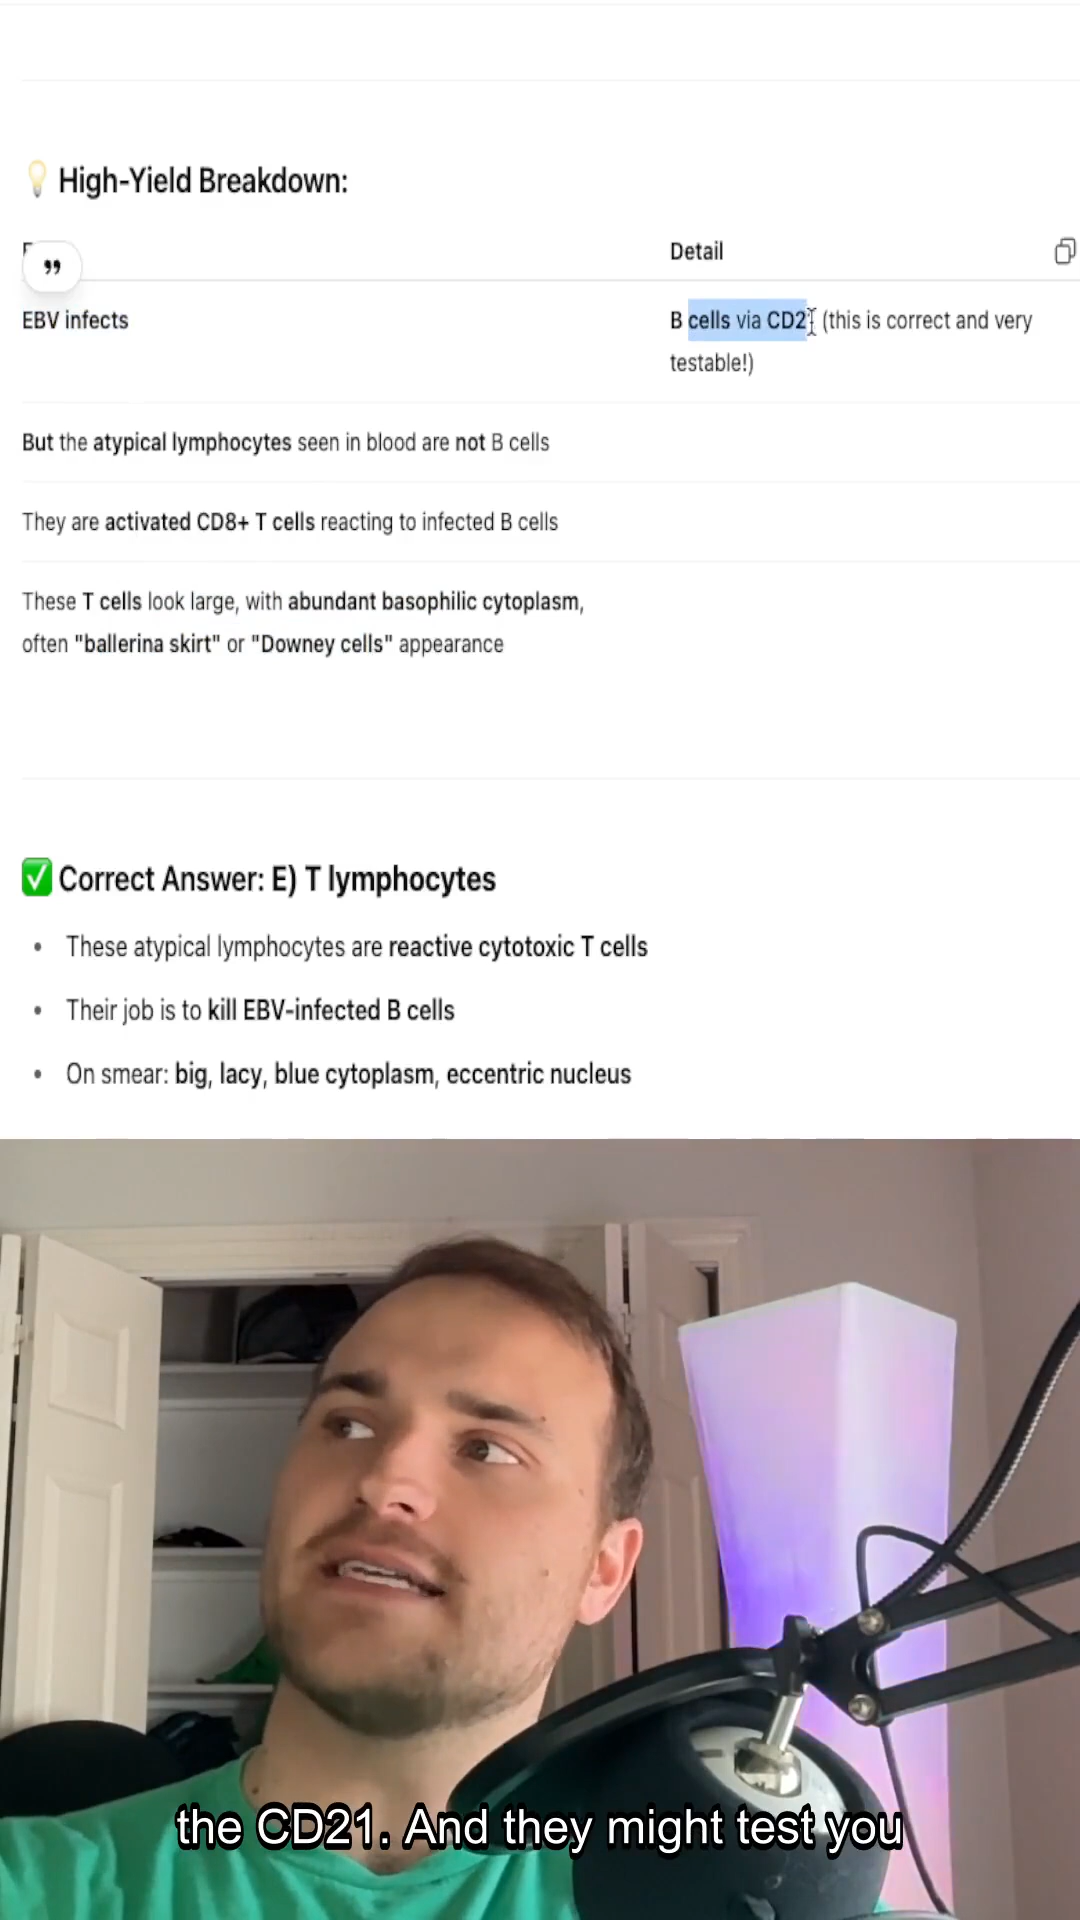 💡 High-Yield Breakdown:
Detail
EBV infects
B cells via CD2 (this is correct and very
testable!)
But the atypical lymphocytes seen in blood are not B cells
They are activated CD8+ T cells reacting to infected B cells
These T cells look large, with abundant basophilic cytoplasm,
often "ballerina skirt" or "Downey cells" appearance
✅ Correct Answer: E) T lymphocytes
• These atypical lymphocytes are reactive cytotoxic T cells
• Their job is to kill EBV-infected B cells
• On smear: big, lacy, blue cytoplasm, eccentric nucleus
the CD21. And they might test you